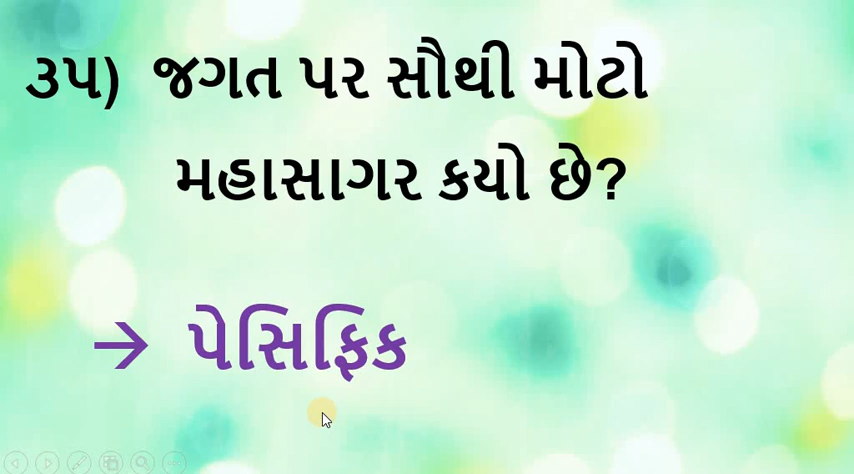 ૩૫) જગત પર સૌથી મોટો
મહાસાગર કયો છે?
→ પેસિફિક